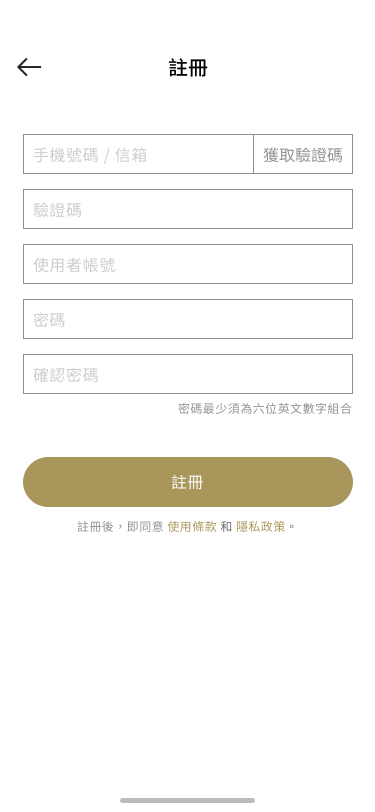 註冊
手機號碼 / 信箱 獲取驗證碼
驗證碼
使用者帳號
密碼
確認密碼
密碼最少須為六位英文數字組合
註冊
註冊後，即同意 使用條款 和 隱私政策。